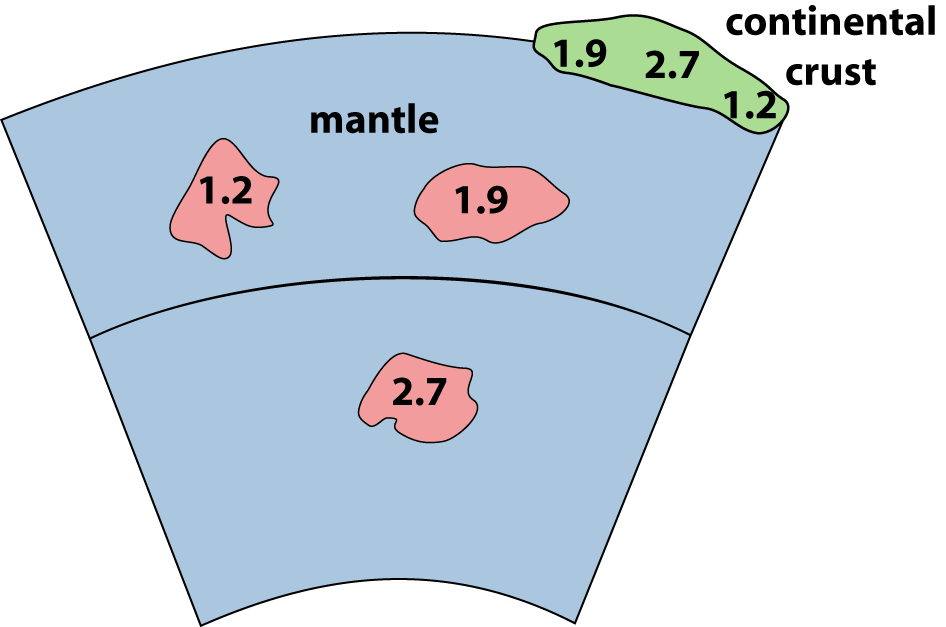 continental
crust
1.9 2.7
1.2
mantle
1.2 1.9
2.7